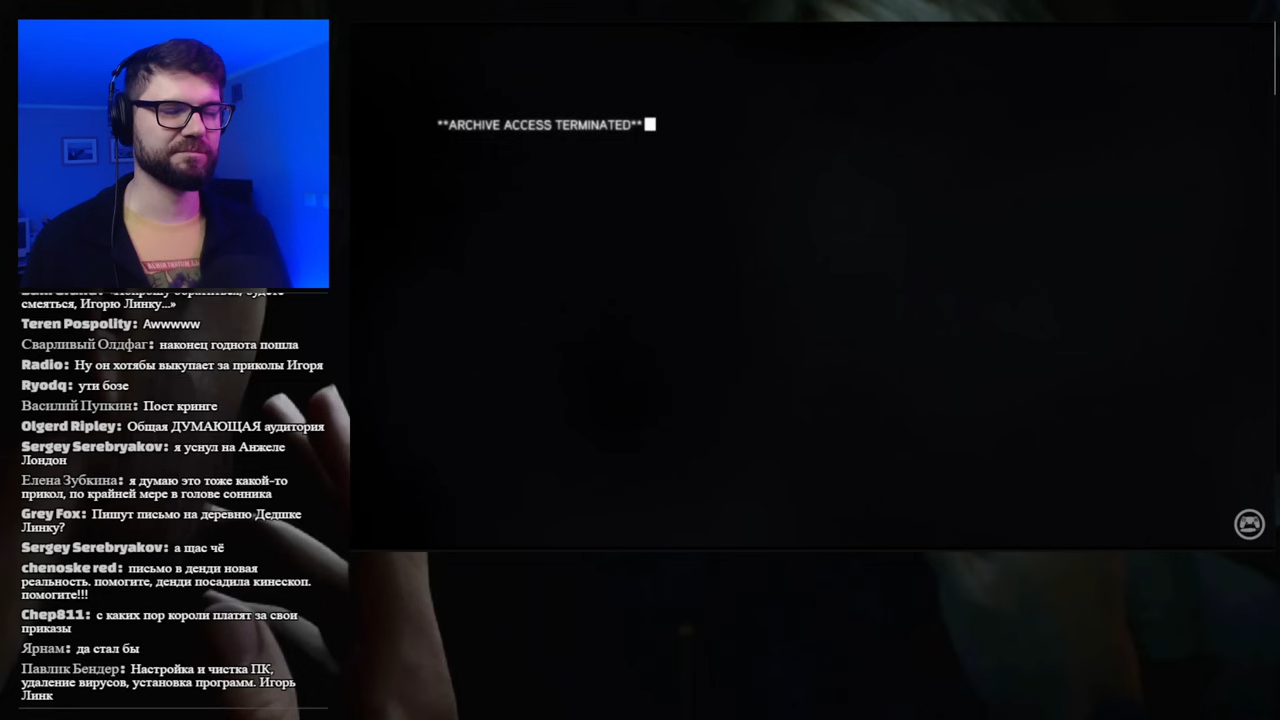 **ARCHIVE ACCESS TERMINATED**
смеяться, Игорю Линку...»
Teren Pospolity: Awwwww
Сварливый Олдфаг: наконец годнота пошла
Radio: Ну он хотябы выкупает за приколы Игоря
Ryodq: ути бозе
Василий Пупкин: Пост кринге
Olgerd Ripley: Общая ДУМАЮЩАЯ аудитория
Sergey Serebryakov: я уснул на Анжеле
Лондон
Елена Зубкина: я думаю это тоже какой-то
прикол, по крайней мере в голове сонника
Grey Fox: Пишут письмо на деревню Дедшке
Линку?
Sergey Serebryakov: а щас чё
chenoske red: письмо в денди новая
реальность. помогите, денди посадила кинескоп.
помогите!!!
Chep811: с каких пор короли платят за свои
приказы
Ярнам: да стал бы
Павлик Бендер: Настройка и чистка ПК,
удаление вирусов, установка программ. Игорь
Линк